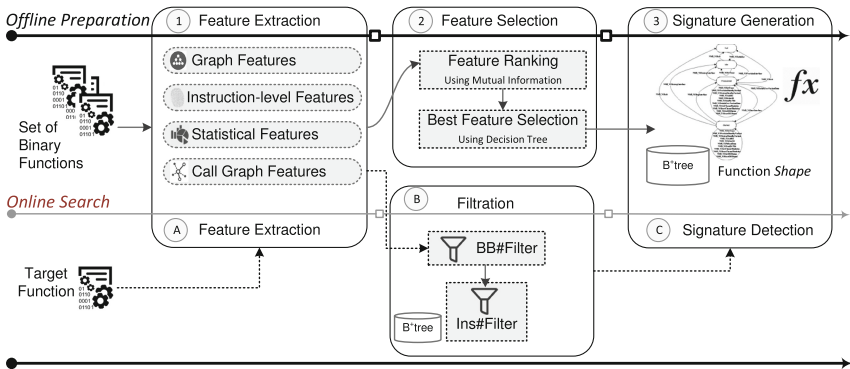 Offline Preparation
1 Feature Extraction
2 Feature Selection
3 Signature Generation
Graph Features
Instruction-level Features
Statistical Features
Call Graph Features
Set of
Binary
Functions
Feature Ranking
Using Mutual Information
Best Feature Selection
Using Decision Tree
fx
B+tree
Function Shape
Online Search
A Feature Extraction
B Filtration
C Signature Detection
BB#Filter
Ins#Filter
B+tree
Target
Function